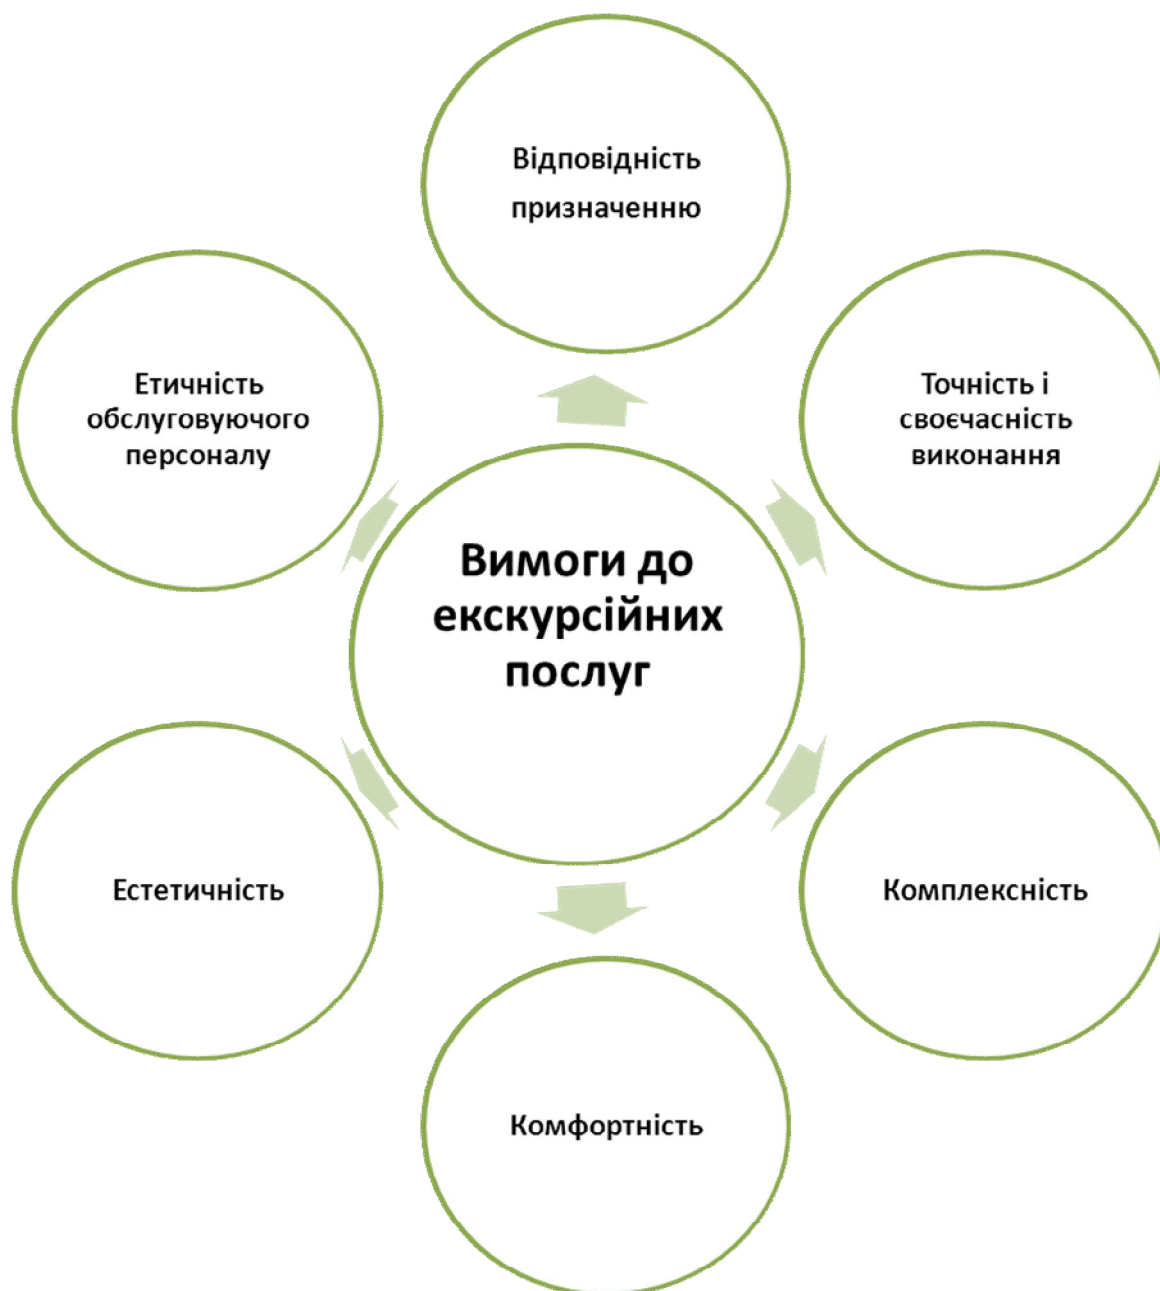 Відповідність
призначенню
Етичність
обслуговуючого
персоналу
Точність і
своєчасність
виконання
Вимоги до
екскурсійних
послуг
Естетичність
Комплексність
Комфортність